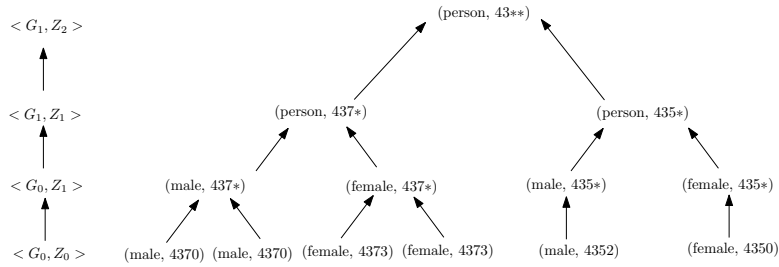 < G₁, Z₂ > (person, 43∗∗)
< G₁, Z₁ > (person, 437∗) (person, 435∗)
< G₀, Z₁ > (male, 437∗) (female, 437∗) (male, 435∗) (female, 435∗)
< G₀, Z₀ > (male, 4370) (male, 4370) (female, 4373) (female, 4373) (male, 4352) (female, 4350)